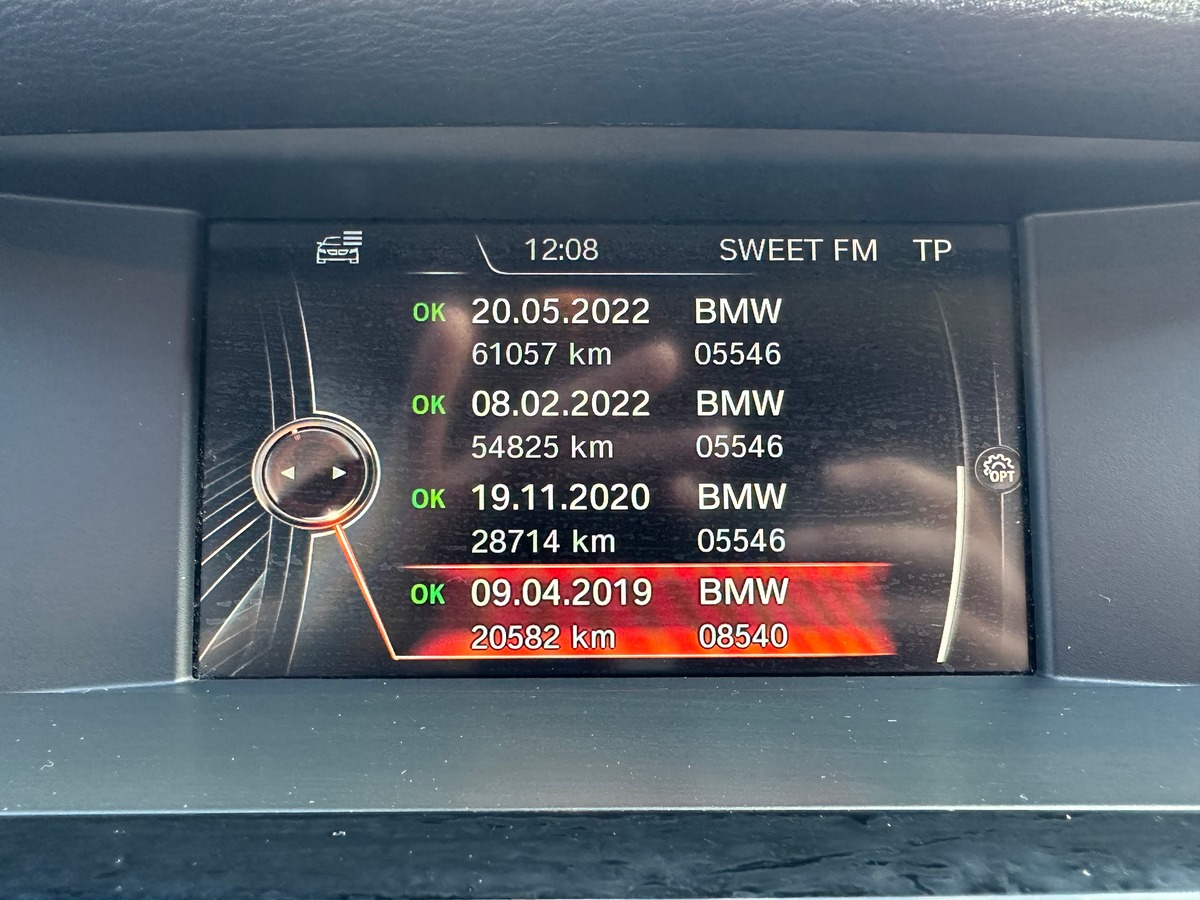 12:08 SWEET FM TP
OK 20.05.2022 BMW
61057 km 05546
OK 08.02.2022 BMW
54825 km 05546
OPT
OK 19.11.2020 BMW
28714 km 05546
OK 09.04.2019 BMW
20582 km 08540